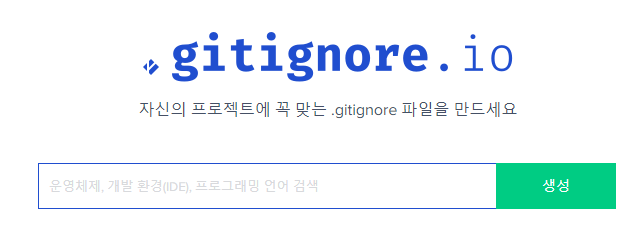 gitignore.io
자신의 프로젝트에 꼭 맞는 .gitignore 파일을 만드세요
운영체제, 개발 환경(IDE), 프로그래밍 언어 검색
생성